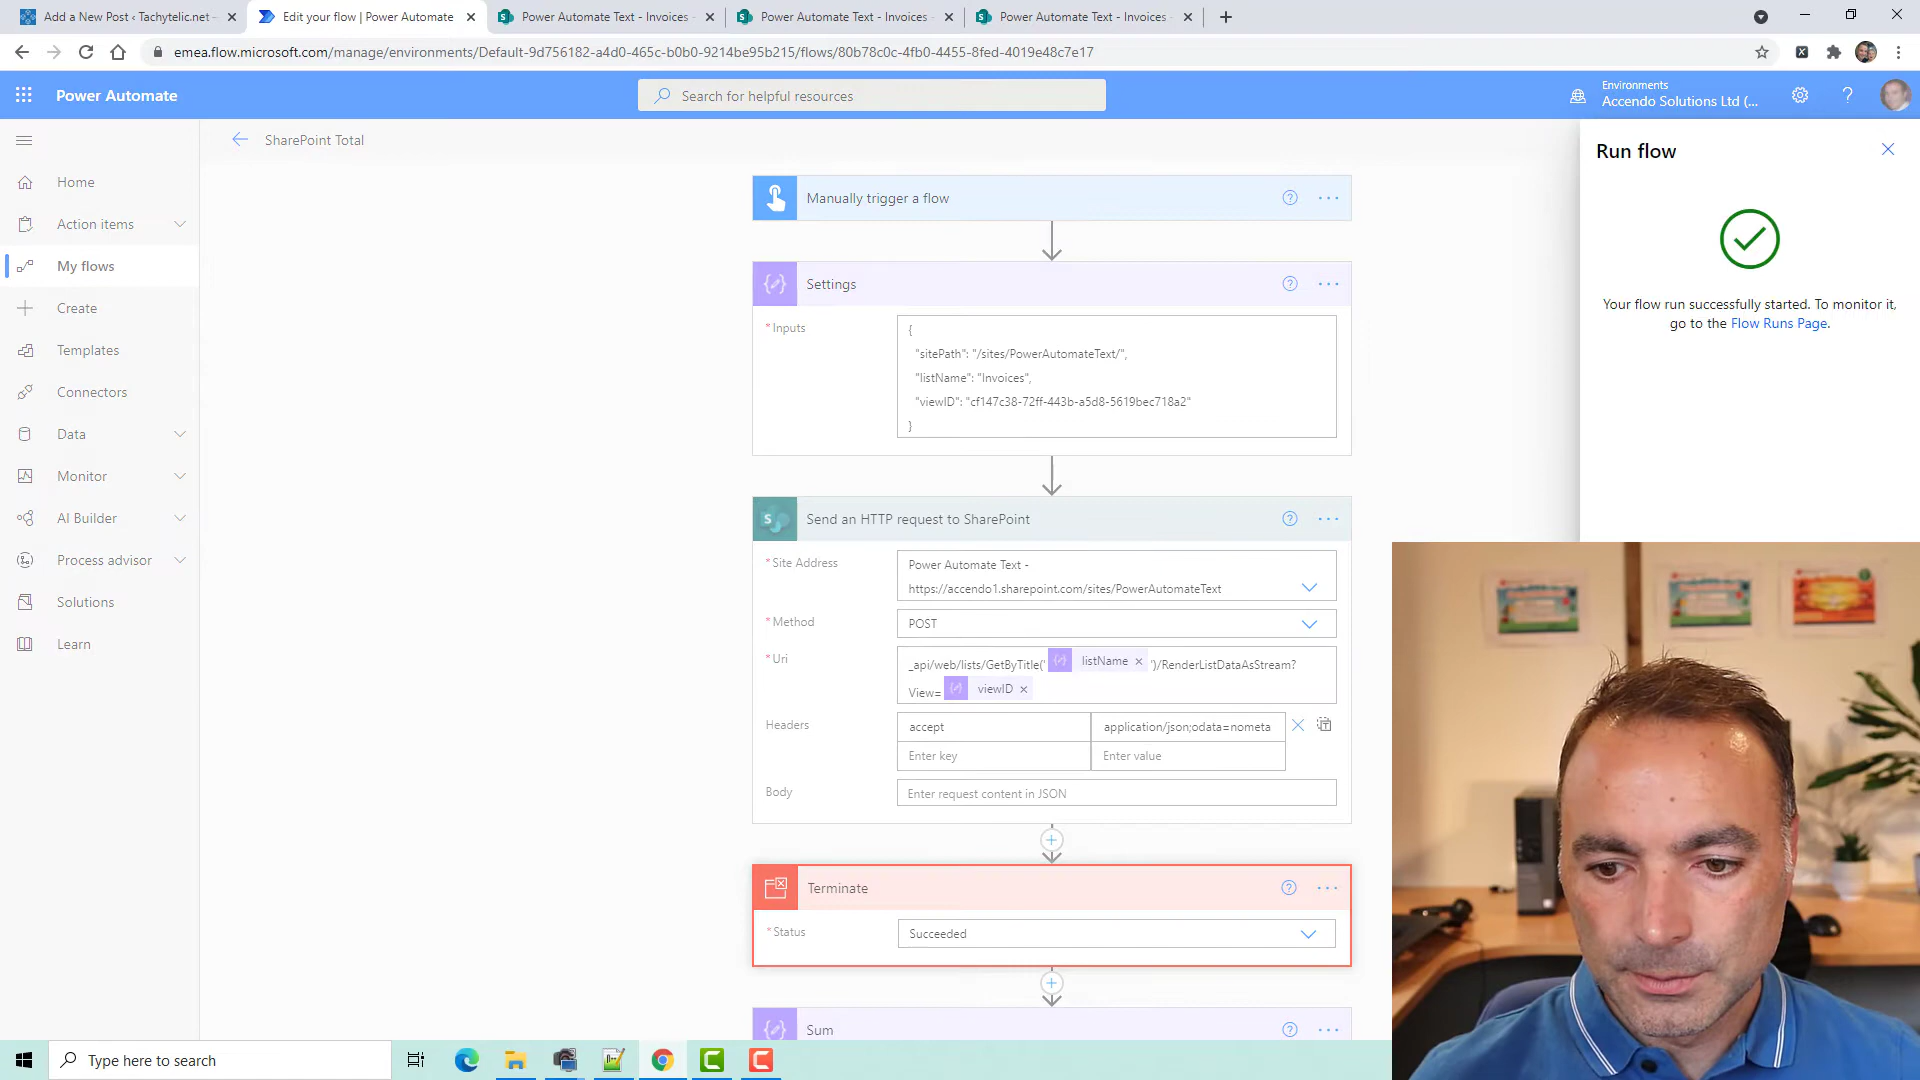 Add a New Post ‹ Tachytelic.net –
Edit your flow | Power Automate
Power Automate Text - Invoices
Power Automate Text - Invoices
Power Automate Text - Invoices
emea.flow.microsoft.com/manage/environments/Default-9d756182-a4d0-465c-b0b0-9214be95b215/flows/80b78c0c-4fb0-4455-8fed-4019e48c7e17
Power Automate
Search for helpful resources
Environments
Accendo Solutions Ltd (...
SharePoint Total
Home
Action items
My flows
Create
Templates
Connectors
Data
Monitor
AI Builder
Process advisor
Solutions
Learn
Manually trigger a flow
Settings
* Inputs
{
"sitePath": "/sites/PowerAutomateText/",
"listName": "Invoices",
"viewID": "cf147c38-72ff-443b-a5d8-5619bec718a2"
}
Send an HTTP request to SharePoint
* Site Address
Power Automate Text -
https://accendo1.sharepoint.com/sites/PowerAutomateText
* Method
POST
* Uri
_api/web/lists/GetByTitle(' listName ')/RenderListDataAsStream?
View= viewID
Headers
accept
application/json;odata=nometa
Enter key
Enter value
Body
Enter request content in JSON
Terminate
* Status
Succeeded
Sum
Run flow
Your flow run successfully started. To monitor it,
go to the Flow Runs Page.
Type here to search